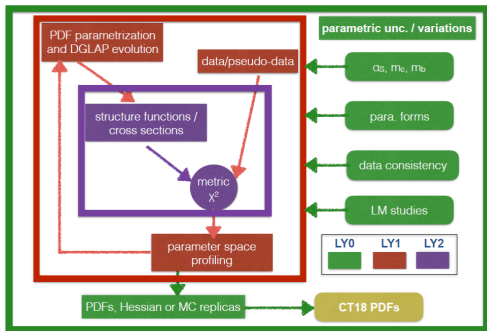 PDF parametrization
and DGLAP evolution
data/pseudo-data
structure functions /
cross sections
metric
χ²
parameter space
profiling
PDFs, Hessian or MC replicas
CT18 PDFs
parametric unc. / variations
αs, mc, mb
para. forms
data consistency
LM studies
LY0 LY1 LY2